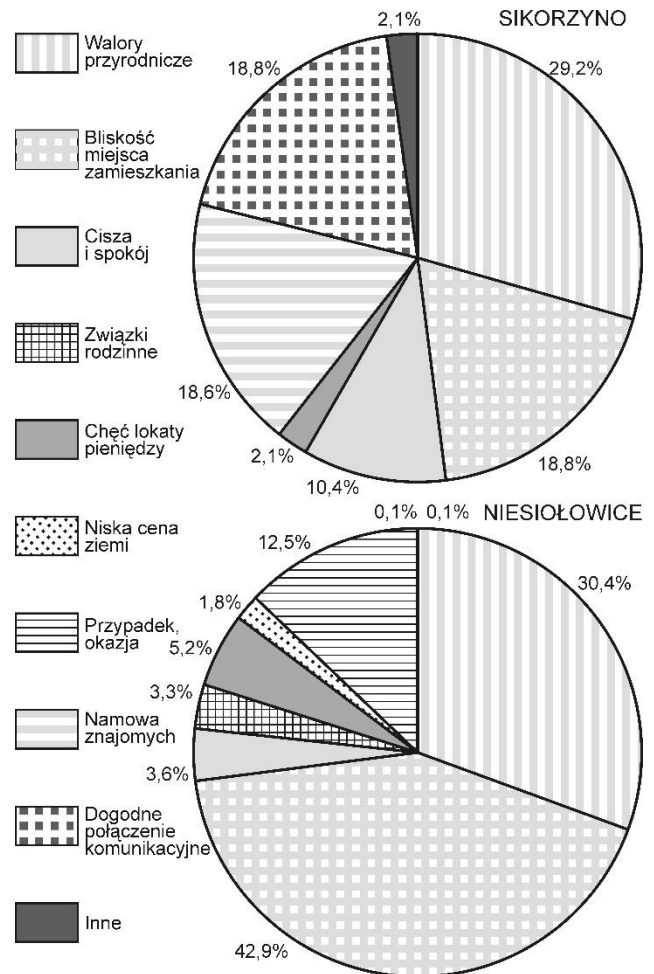 Walory
przyrodnicze
Bliskość
miejsca
zamieszkania
Cisza
i spokój
Związki
rodzinne
Chęć lokaty
pieniędzy
Niska cena
ziemi
Przypadek,
okazja
Namowa
znajomych
Dogodne
połączenie
komunikacyjne
Inne
SIKORZYNO
2,1%
29,2%
18,8%
18,8%
10,4%
2,1%
18,6%
NIESIOŁOWICE
0,1% 0,1%
30,4%
42,9%
3,6%
3,3%
5,2%
1,8%
12,5%